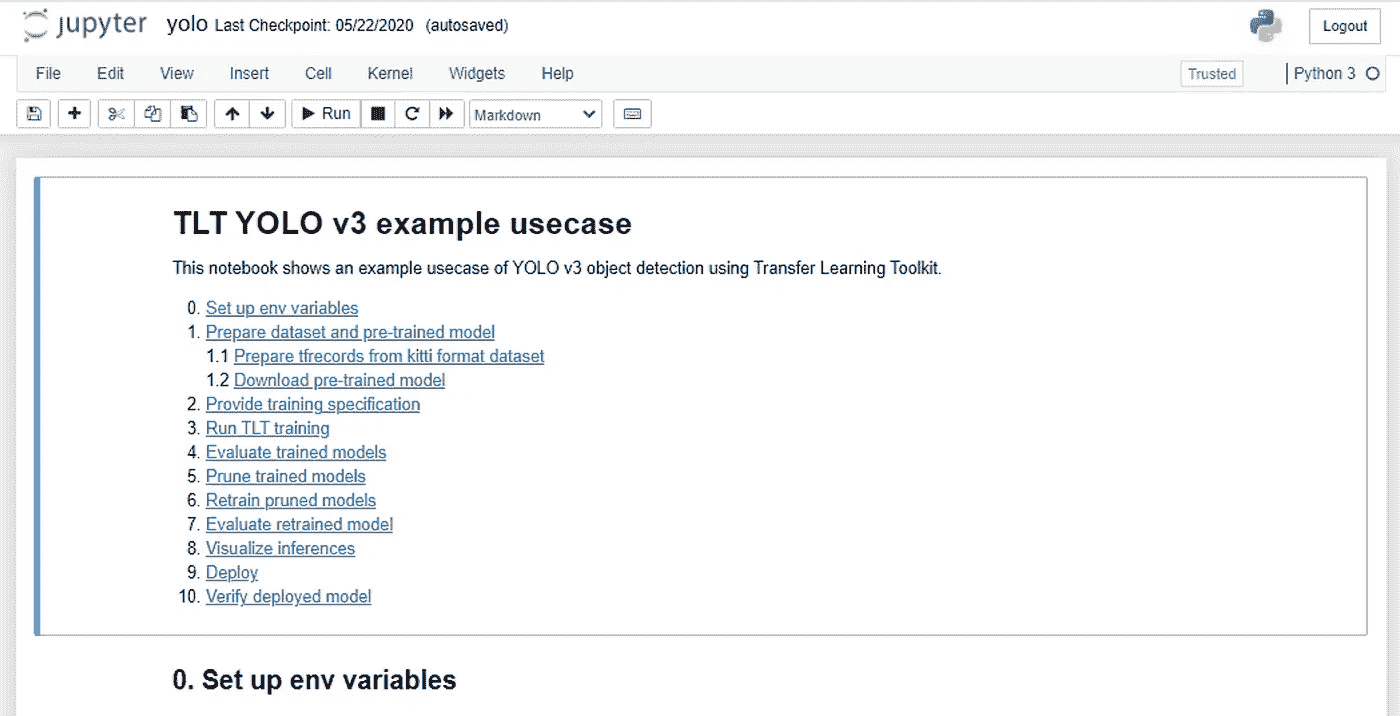 jupyter yolo Last Checkpoint: 05/22/2020 (autosaved) Logout
File Edit View Insert Cell Kernel Widgets Help Trusted Python 3
Run Markdown
TLT YOLO v3 example usecase
This notebook shows an example usecase of YOLO v3 object detection using Transfer Learning Toolkit.
0. Set up env variables
1. Prepare dataset and pre-trained model
1.1 Prepare tfrecords from kitti format dataset
1.2 Download pre-trained model
2. Provide training specification
3. Run TLT training
4. Evaluate trained models
5. Prune trained models
6. Retrain pruned models
7. Evaluate retrained model
8. Visualize inferences
9. Deploy
10. Verify deployed model
0. Set up env variables